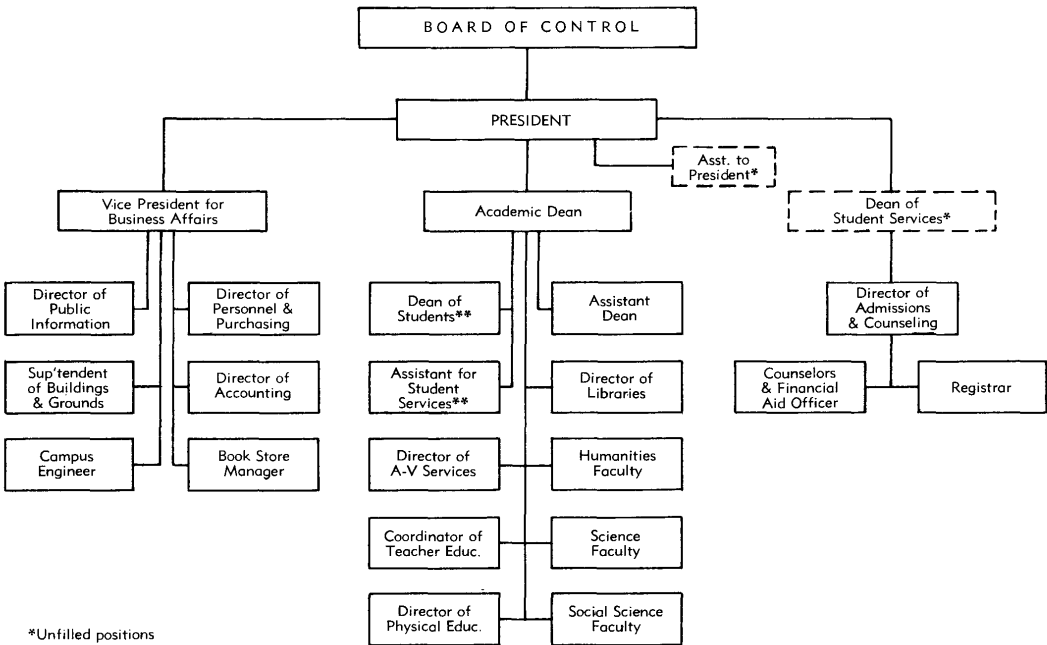 BOARD OF CONTROL
PRESIDENT
Asst. to
President*
Vice President for
Business Affairs
Academic Dean
Dean of
Student Services*
Director of
Public
Information
Director of
Personnel &
Purchasing
Dean of
Students**
Assistant
Dean
Director of
Admissions
& Counseling
Sup'tendent
of Buildings
& Grounds
Director of
Accounting
Assistant for
Student
Services**
Director of
Libraries
Counselors
& Financial
Aid Officer
Registrar
Campus
Engineer
Book Store
Manager
Director of
A-V Services
Humanities
Faculty
Coordinator of
Teacher Educ.
Science
Faculty
Director of
Physical Educ.
Social Science
Faculty
*Unfilled positions